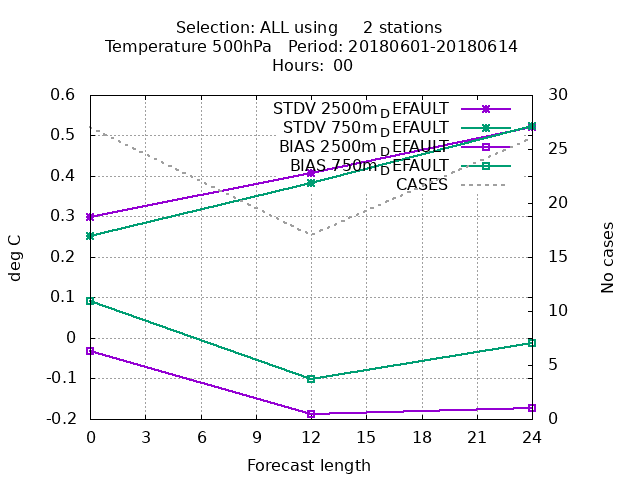 Selection: ALL using 2 stations
Temperature 500hPa Period: 20180601-20180614
Hours: 00
0.6
0.5
0.4
0.3
0.2
0.1
0
-0.1
-0.2
deg C
STDV 2500m_DEFAULT
STDV 750m_DEFAULT
BIAS 2500m_DEFAULT
BIAS 750m_DEFAULT
CASES
30
25
20
15
10
5
0
No cases
0 3 6 9 12 15 18 21 24
Forecast length